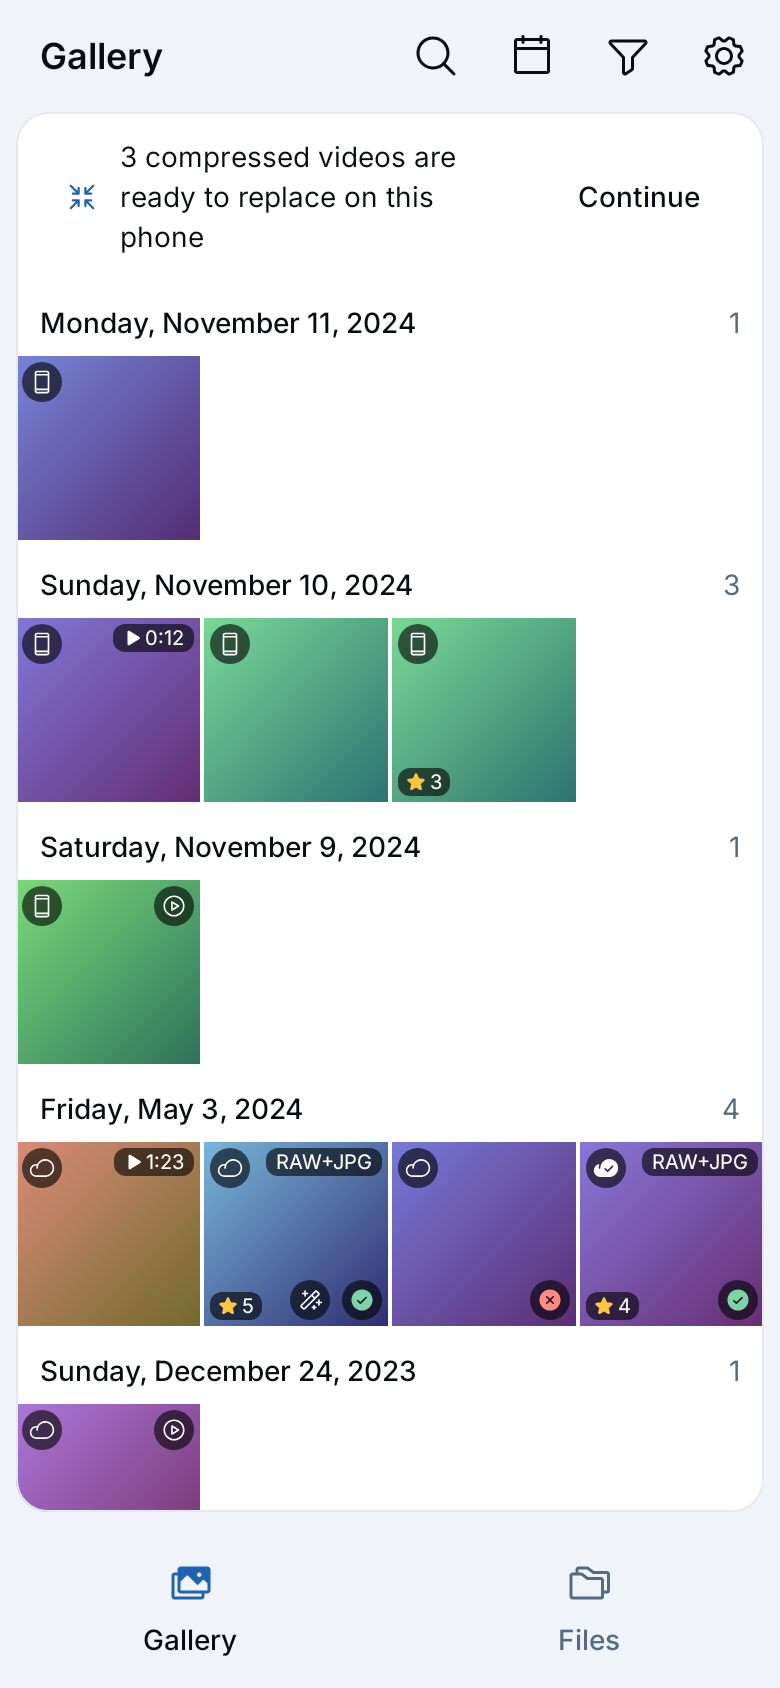 Gallery
3 compressed videos are
ready to replace on this
phone
Continue
Monday, November 11, 2024
1
Sunday, November 10, 2024
3
0:12
3
Saturday, November 9, 2024
1
Friday, May 3, 2024
4
1:23
RAW+JPG
RAW+JPG
5
4
Sunday, December 24, 2023
1
Gallery
Files